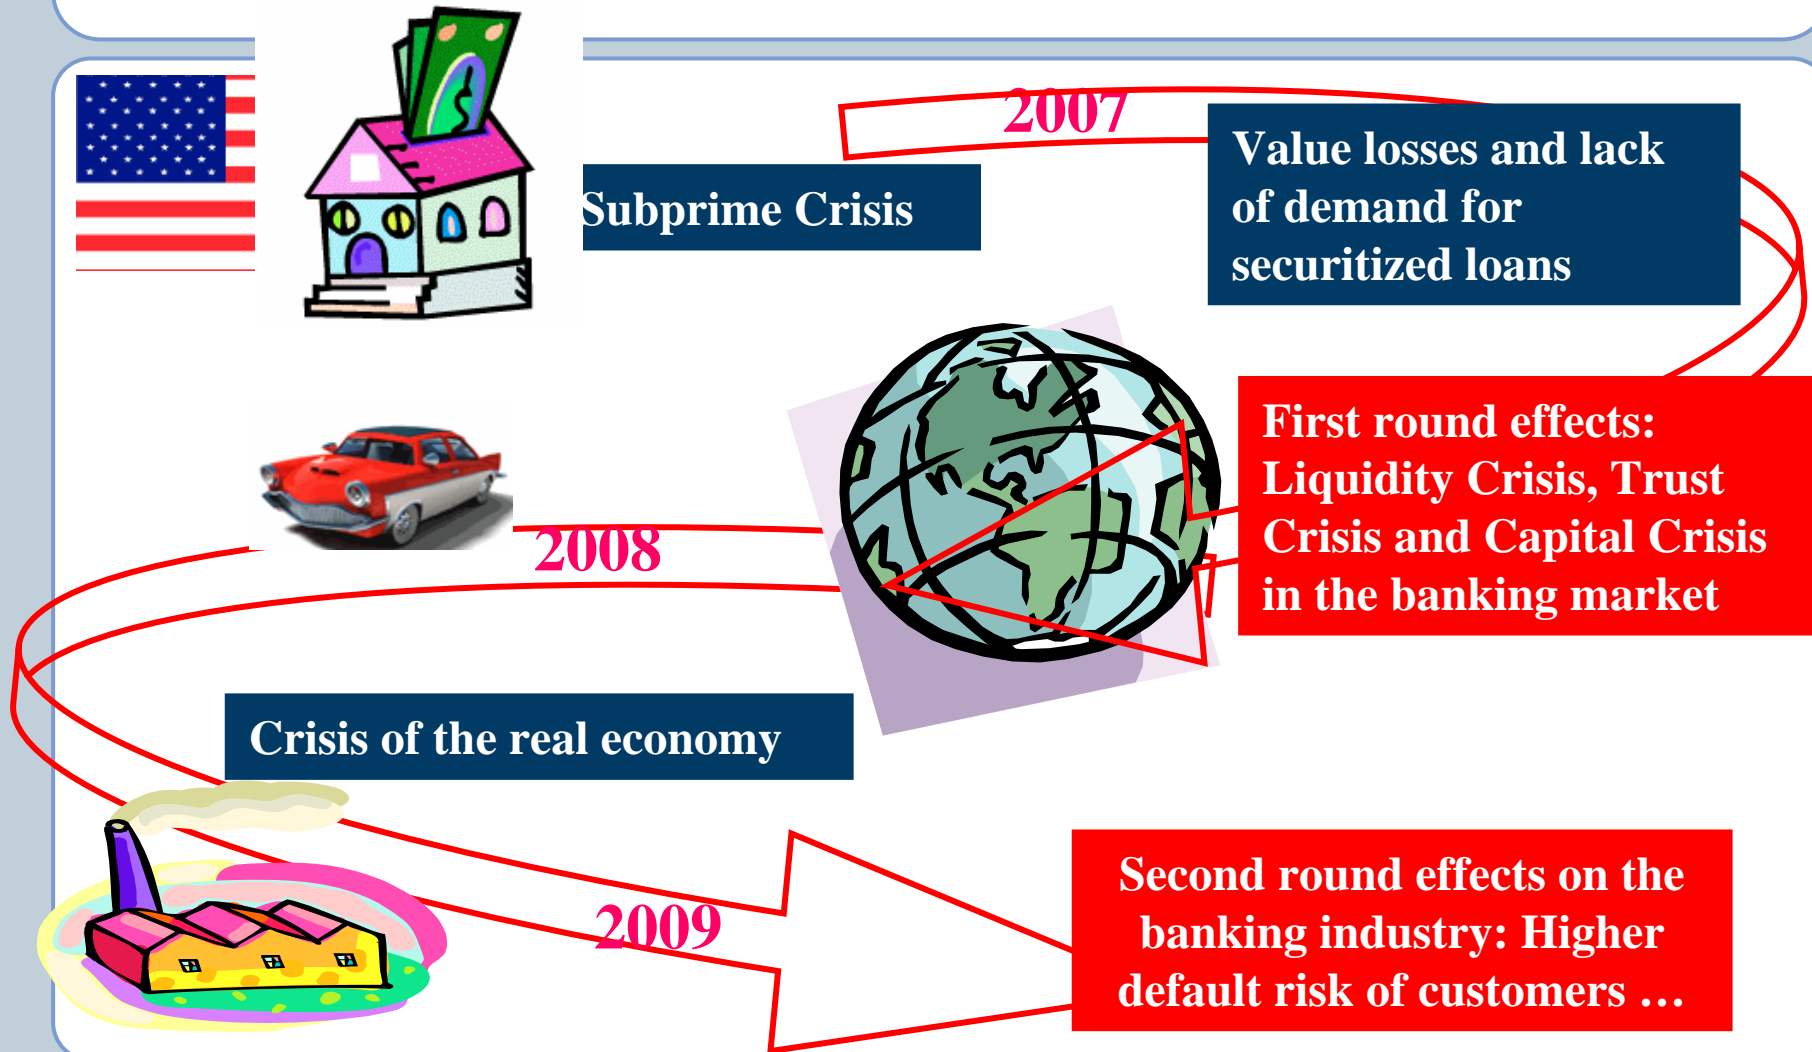 2007
Subprime Crisis
Value losses and lack
of demand for
securitized loans
First round effects:
Liquidity Crisis, Trust
Crisis and Capital Crisis
in the banking market
2008
Crisis of the real economy
2009
Second round effects on the
banking industry: Higher
default risk of customers …